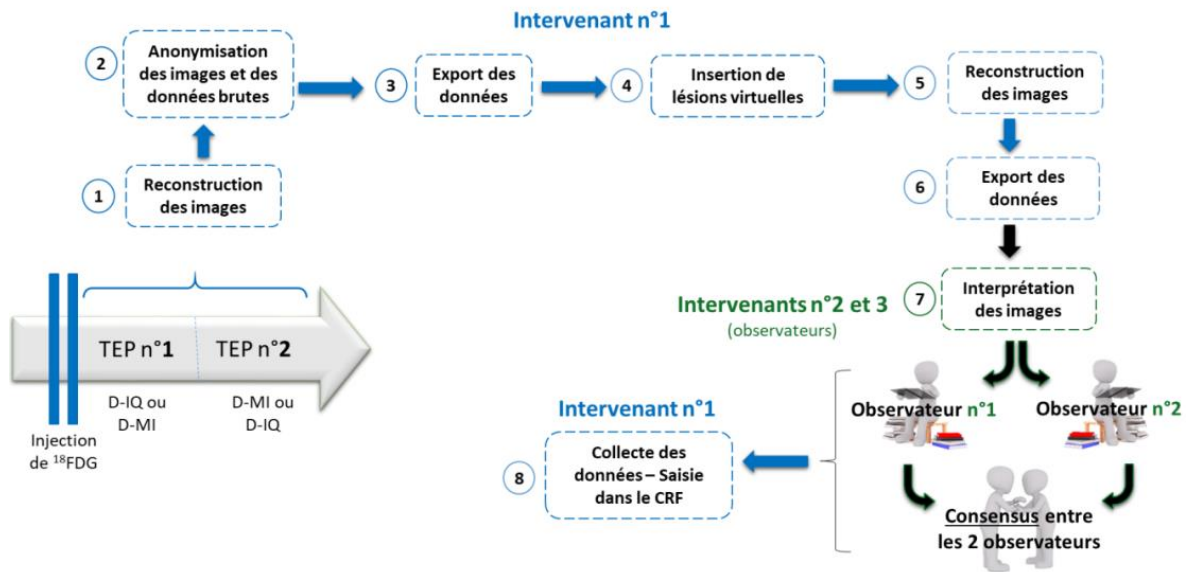 Intervenant n°1
2
Anonymisation
des images et des
données brutes
3
Export des
données
4
Insertion de
lésions virtuelles
5
Reconstruction
des images
1
Reconstruction
des images
6
Export des
données
Intervenants n°2 et 3
(observateurs)
7
Interprétation
des images
TEP n°1
TEP n°2
D-IQ ou
D-MI
D-MI ou
D-IQ
Injection
de ¹⁸FDG
Intervenant n°1
8
Collecte des
données – Saisie
dans le CRF
Observateur n°1
Observateur n°2
Consensus entre
les 2 observateurs